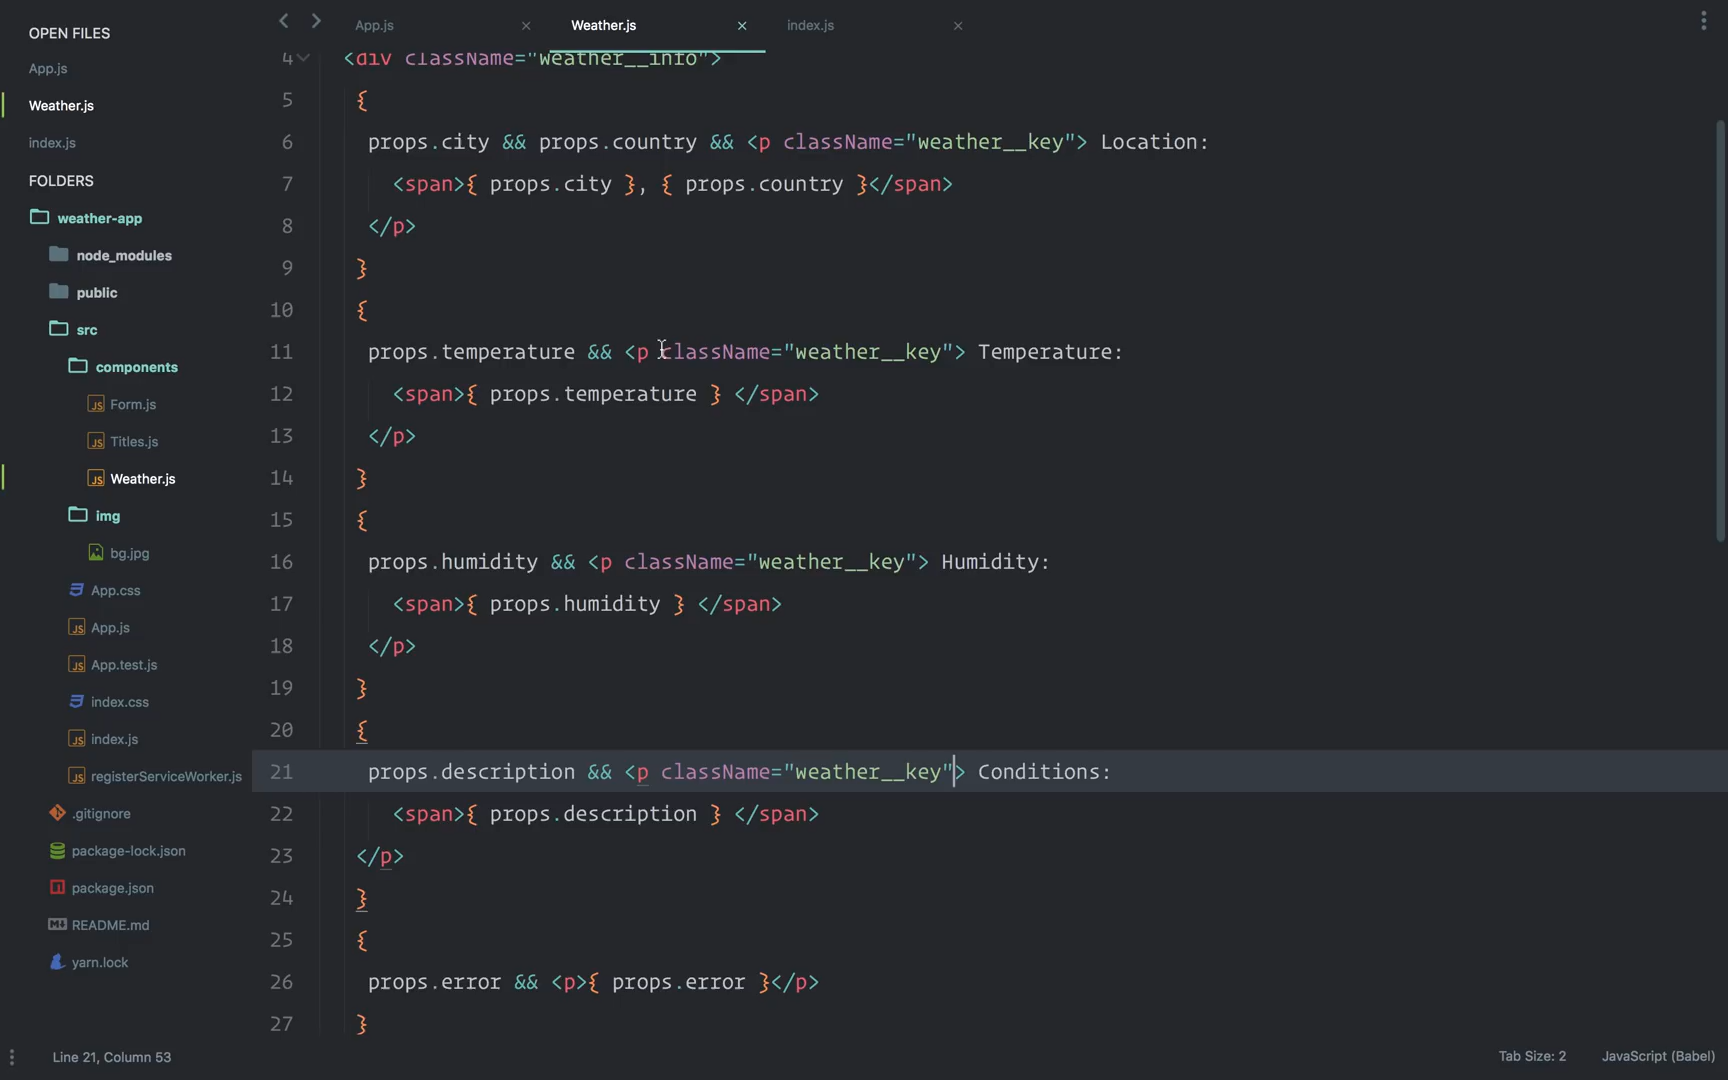 OPEN FILES
App.js
Weather.js
index.js
FOLDERS
weather-app
node_modules
public
src
components
Form.js
Titles.js
Weather.js
img
bg.jpg
App.css
App.js
App.test.js
index.css
index.js
registerServiceWorker.js
.gitignore
package-lock.json
package.json
README.md
yarn.lock
App.js
Weather.js
index.js
4 <div className="weather__info">
5 {
6 props.city && props.country && <p className="weather__key"> Location:
7 <span>{ props.city }, { props.country }</span>
8 </p>
9 }
10 {
11 props.temperature && <p className="weather__key"> Temperature:
12 <span>{ props.temperature } </span>
13 </p>
14 }
15 {
16 props.humidity && <p className="weather__key"> Humidity:
17 <span>{ props.humidity } </span>
18 </p>
19 }
20 {
21 props.description && <p className="weather__key"> Conditions:
22 <span>{ props.description } </span>
23 </p>
24 }
25 {
26 props.error && <p>{ props.error }</p>
27 }
Line 21, Column 53
Tab Size: 2
JavaScript (Babel)